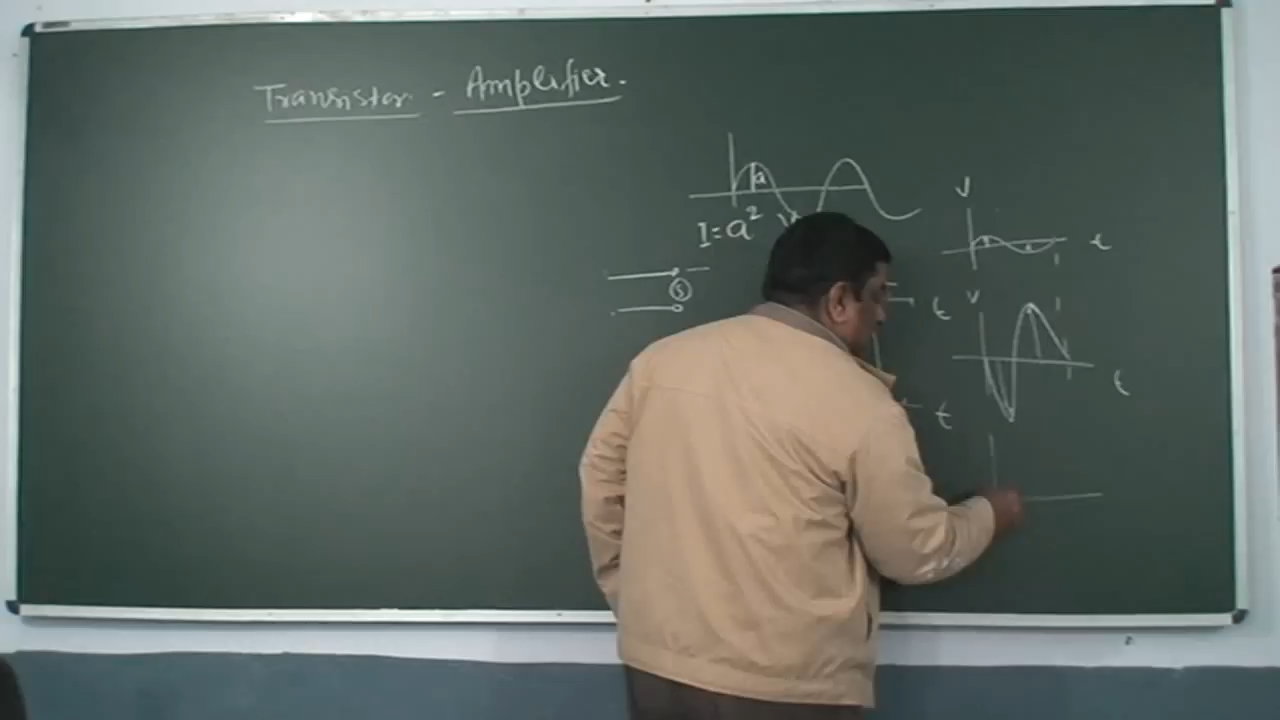 Transistor - Amplifier.
a
I = a²
V
t
S
t
V
t
t